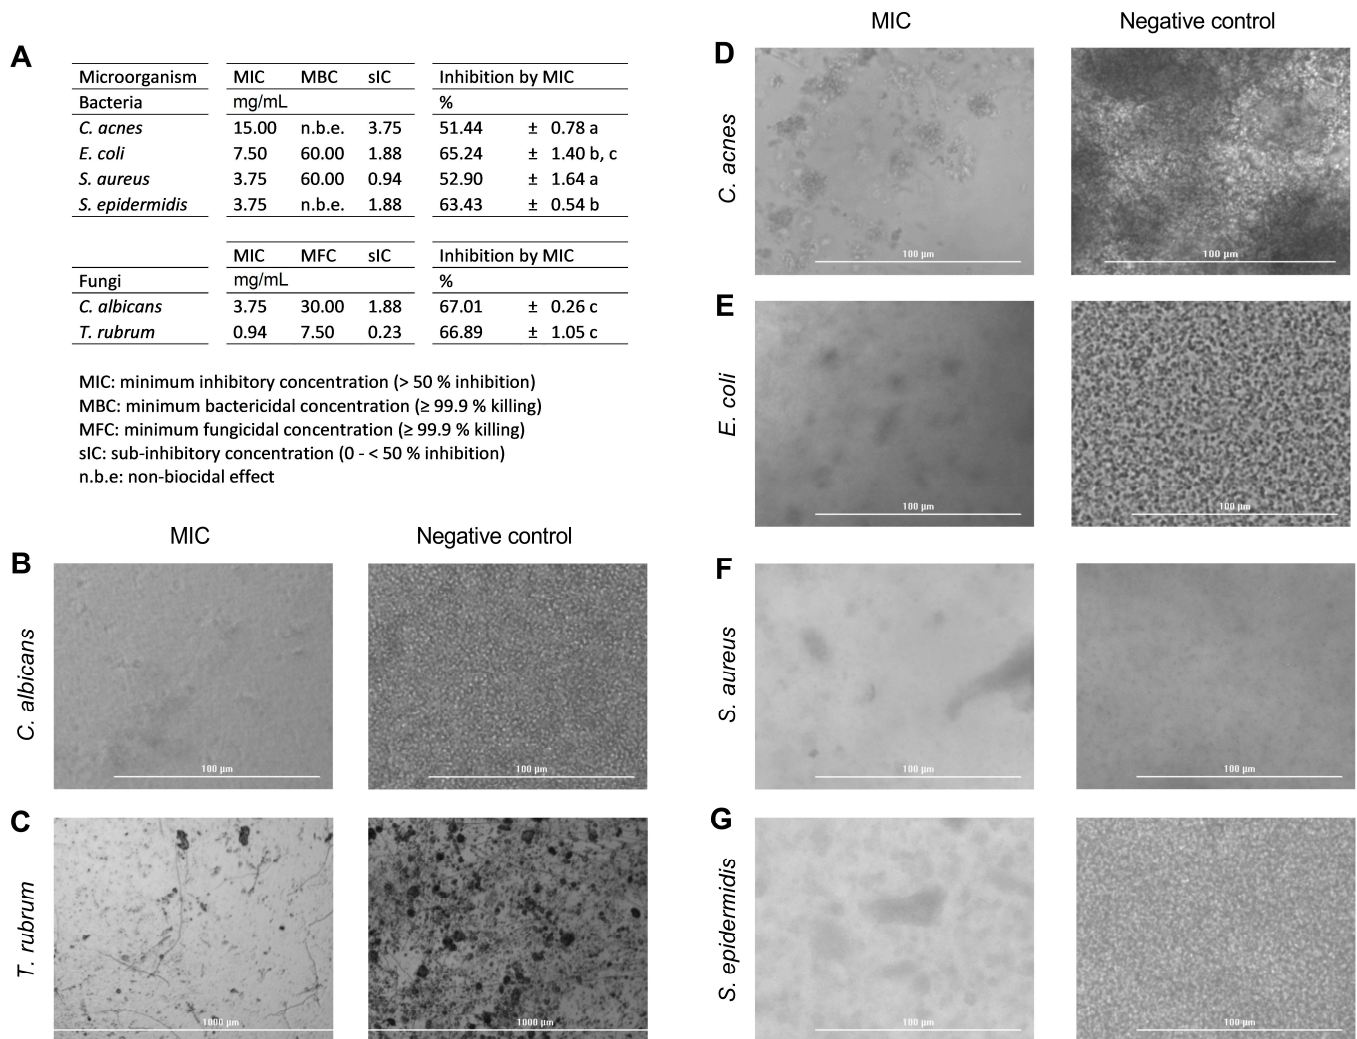 A
Microorganism MIC MBC sIC Inhibition by MIC
Bacteria mg/mL %
C. acnes 15.00 n.b.e. 3.75 51.44 ± 0.78 a
E. coli 7.50 60.00 1.88 65.24 ± 1.40 b, c
S. aureus 3.75 60.00 0.94 52.90 ± 1.64 a
S. epidermidis 3.75 n.b.e. 1.88 63.43 ± 0.54 b
MIC MFC sIC Inhibition by MIC
Fungi mg/mL %
C. albicans 3.75 30.00 1.88 67.01 ± 0.26 c
T. rubrum 0.94 7.50 0.23 66.89 ± 1.05 c
MIC: minimum inhibitory concentration (> 50 % inhibition)
MBC: minimum bactericidal concentration (≥ 99.9 % killing)
MFC: minimum fungicidal concentration (≥ 99.9 % killing)
sIC: sub-inhibitory concentration (0 - < 50 % inhibition)
n.b.e: non-biocidal effect
MIC Negative control
B
C. albicans
100 µm 100 µm
C
T. rubrum
1000 µm 1000 µm
MIC Negative control
D
C. acnes
100 µm 100 µm
E
E. coli
100 µm 100 µm
F
S. aureus
100 µm 100 µm
G
S. epidermidis
100 µm 100 µm